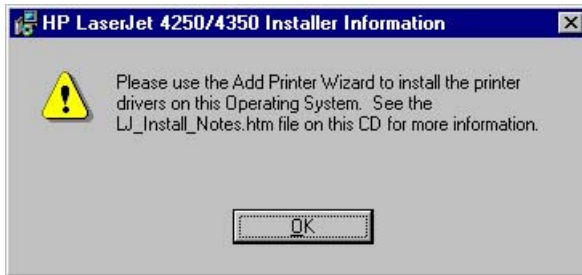 HP LaserJet 4250/4350 Installer Information
Please use the Add Printer Wizard to install the printer
drivers on this Operating System. See the
LJ_Install_Notes.htm file on this CD for more information.
OK